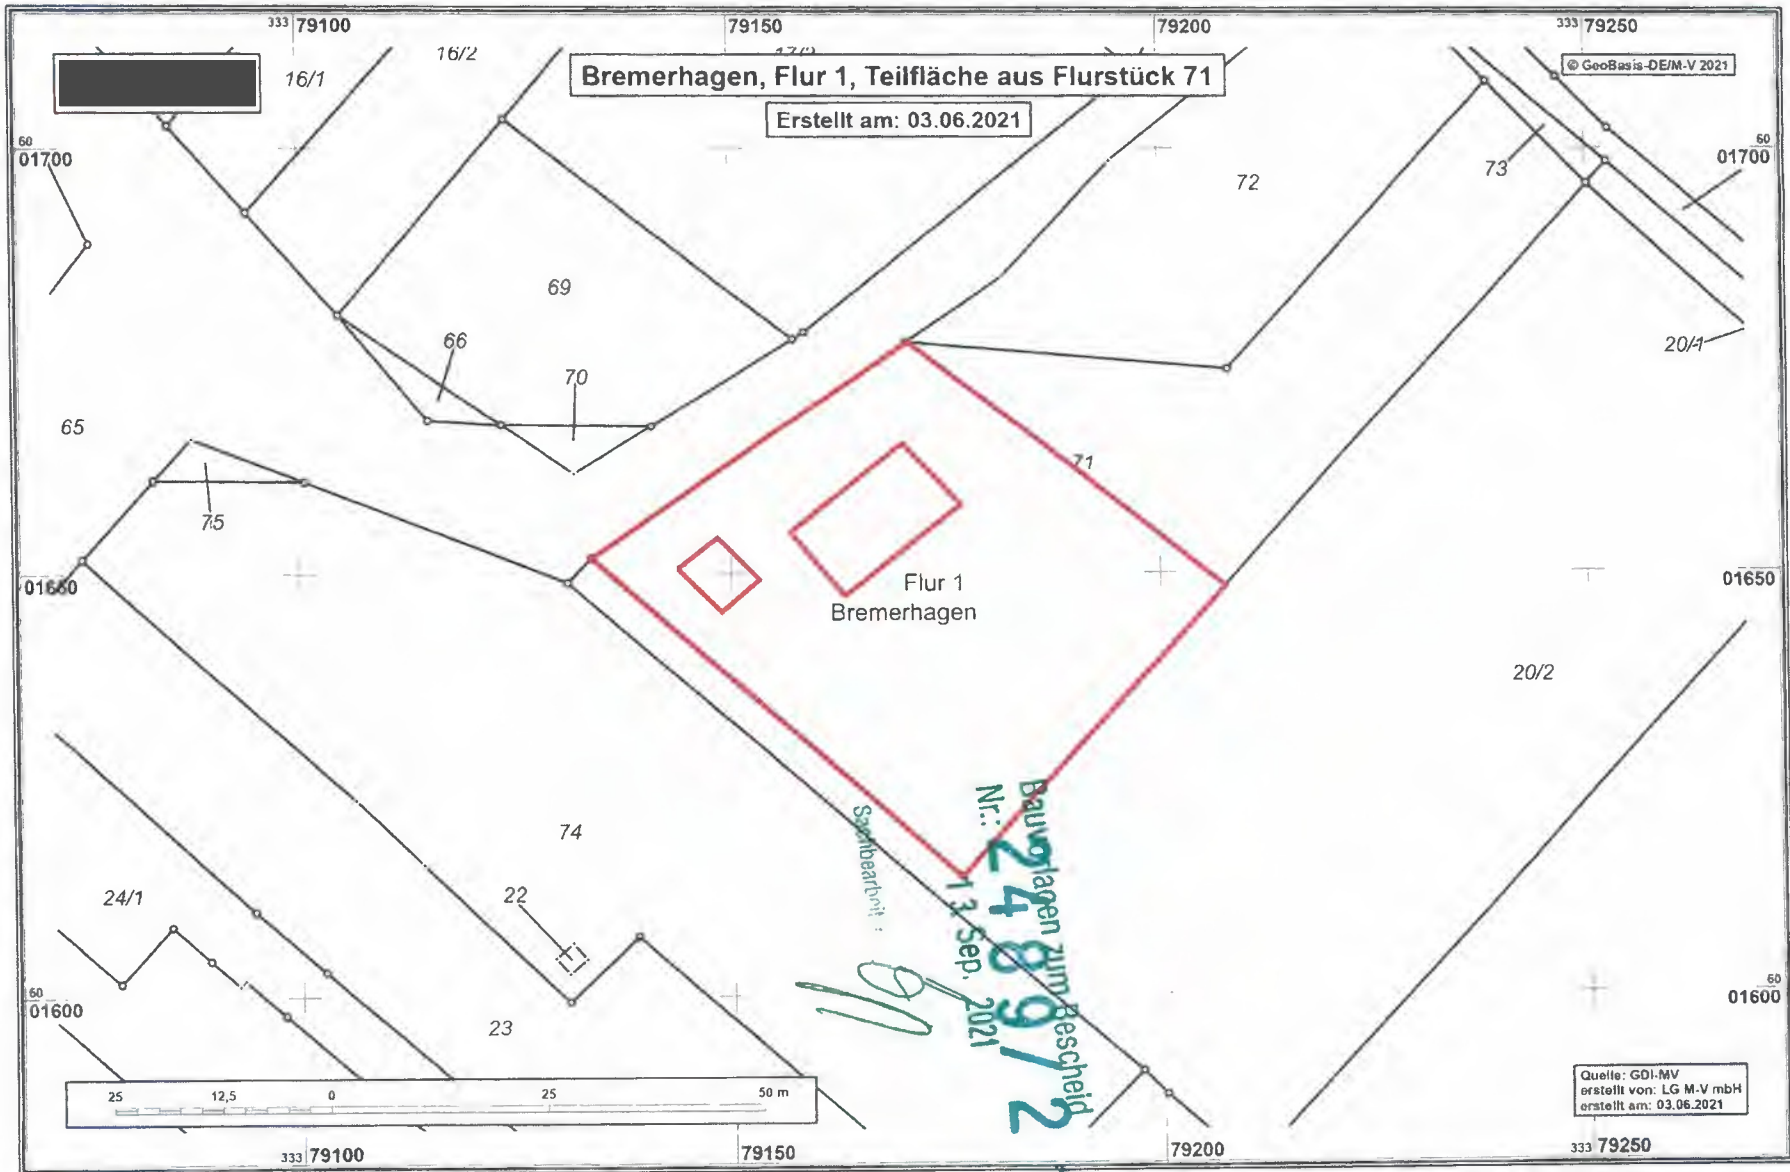 333 79100
79150
79200
333 79250
16/1
16/2
17/2
Bremerhagen, Flur 1, Teilfläche aus Flurstück 71
Erstellt am: 03.06.2021
© GeoBasis-DE/M-V 2021
60
01700
60
01700
72
73
69
66
70
20/1
65
71
75
01650
Flur 1
Bremerhagen
01650
20/2
74
24/1
22
23
60
01600
60
01600
Bauvorlagen zum Bescheid
Nr.: 2489/2
13. Sep. 2021
Sachbearbeit.:
25 12,5 0 25 50 m
Quelle: GDI-MV
erstellt von: LG M-V mbH
erstellt am: 03.06.2021
333 79100
79150
79200
333 79250